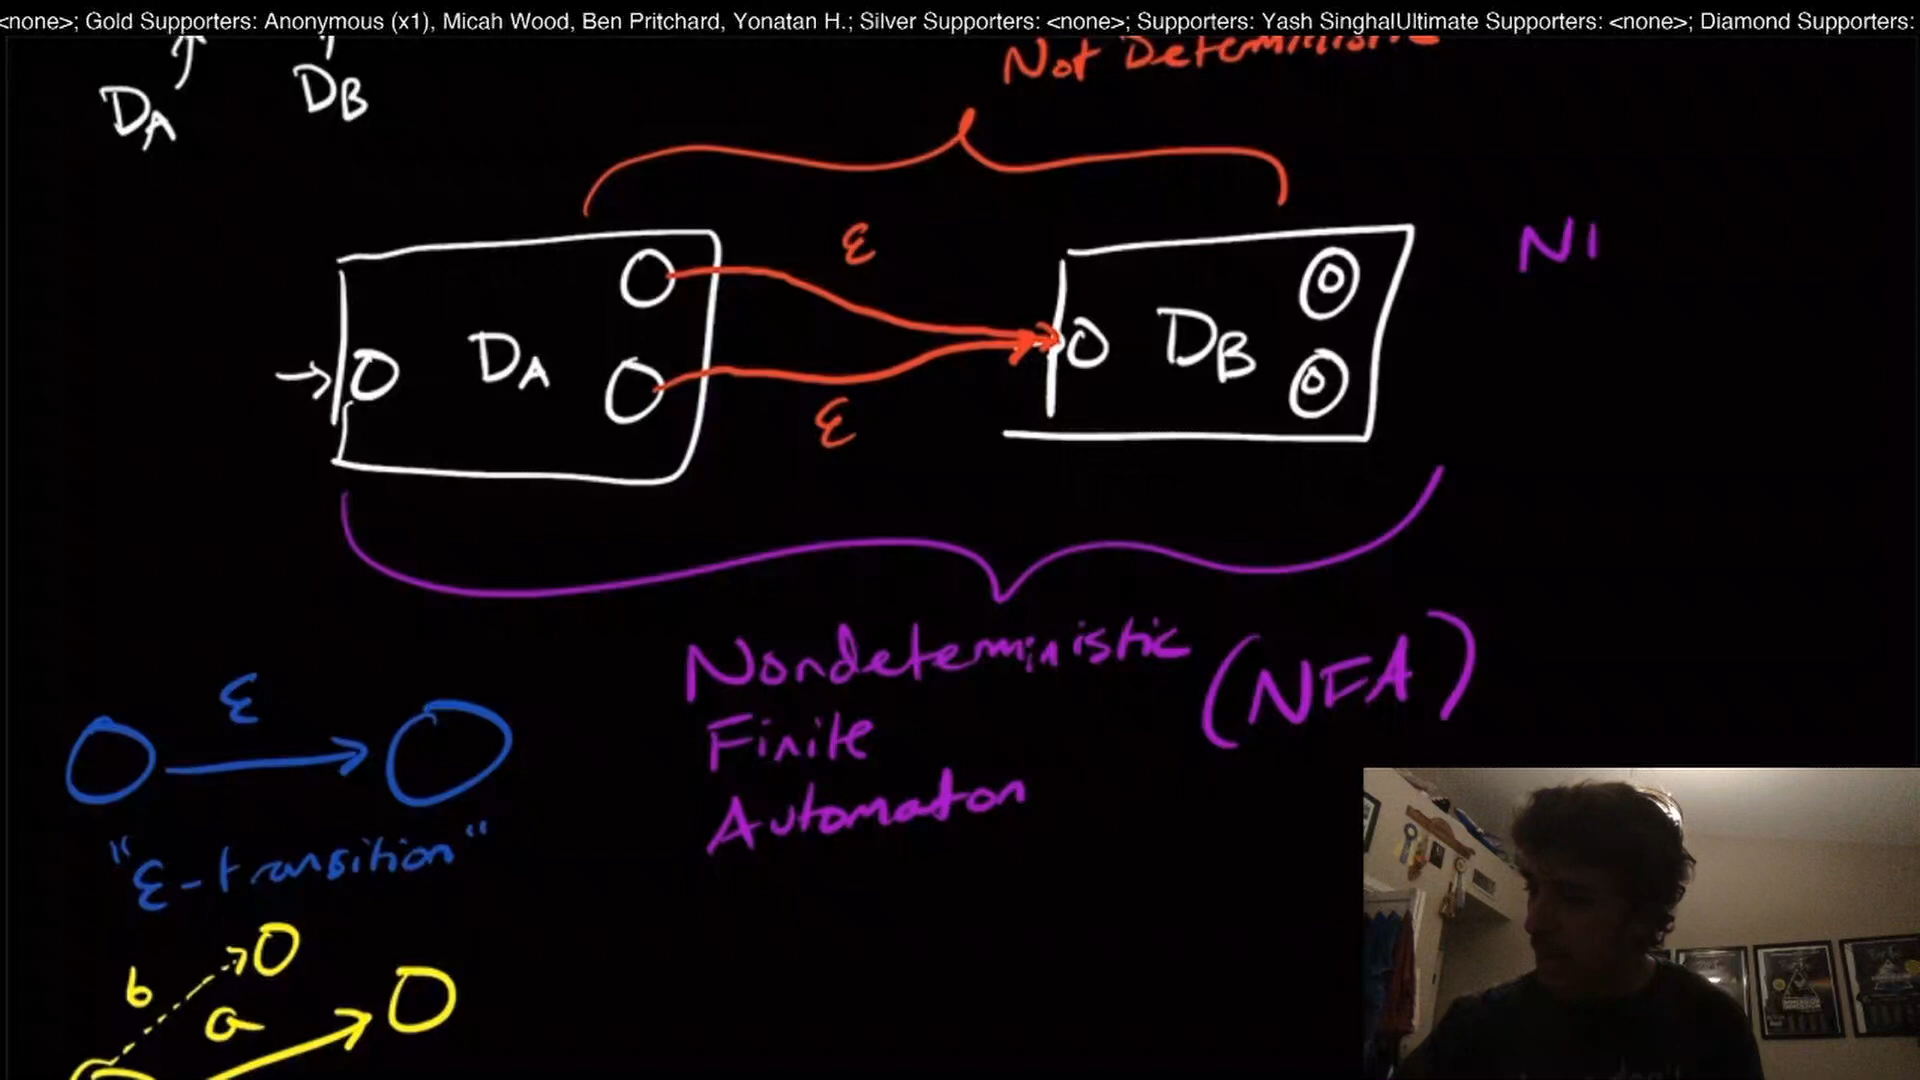 <none>; Gold Supporters: Anonymous (x1), Micah Wood, Ben Pritchard, Yonatan H.; Silver Supporters: <none>; Supporters: Yash SinghalUltimate Supporters: <none>; Diamond Supporters:
Not Deterministic
DA
DB
ε
NI
DA
DB
ε
Nondeterministic (NFA)
Finite
Automaton
ε
"ε-transition"
b
a